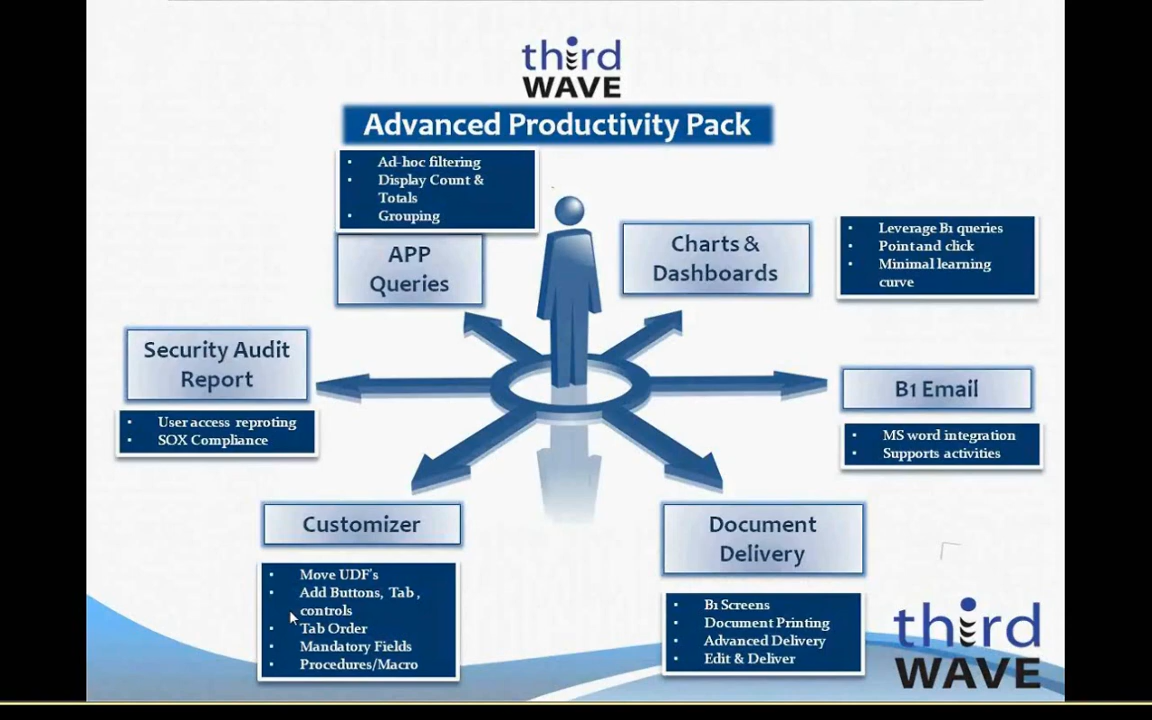 third
WAVE
Advanced Productivity Pack
• Ad-hoc filtering
• Display Count &
Totals
• Grouping
APP
Queries
Charts &
Dashboards
• Leverage B1 queries
• Point and click
• Minimal learning
curve
Security Audit
Report
• User access reproting
• SOX Compliance
B1 Email
• MS word integration
• Supports activities
Customizer
• Move UDF's
• Add Buttons, Tab ,
controls
• Tab Order
• Mandatory Fields
• Procedures/Macro
Document
Delivery
• B1 Screens
• Document Printing
• Advanced Delivery
• Edit & Deliver
third
WAVE